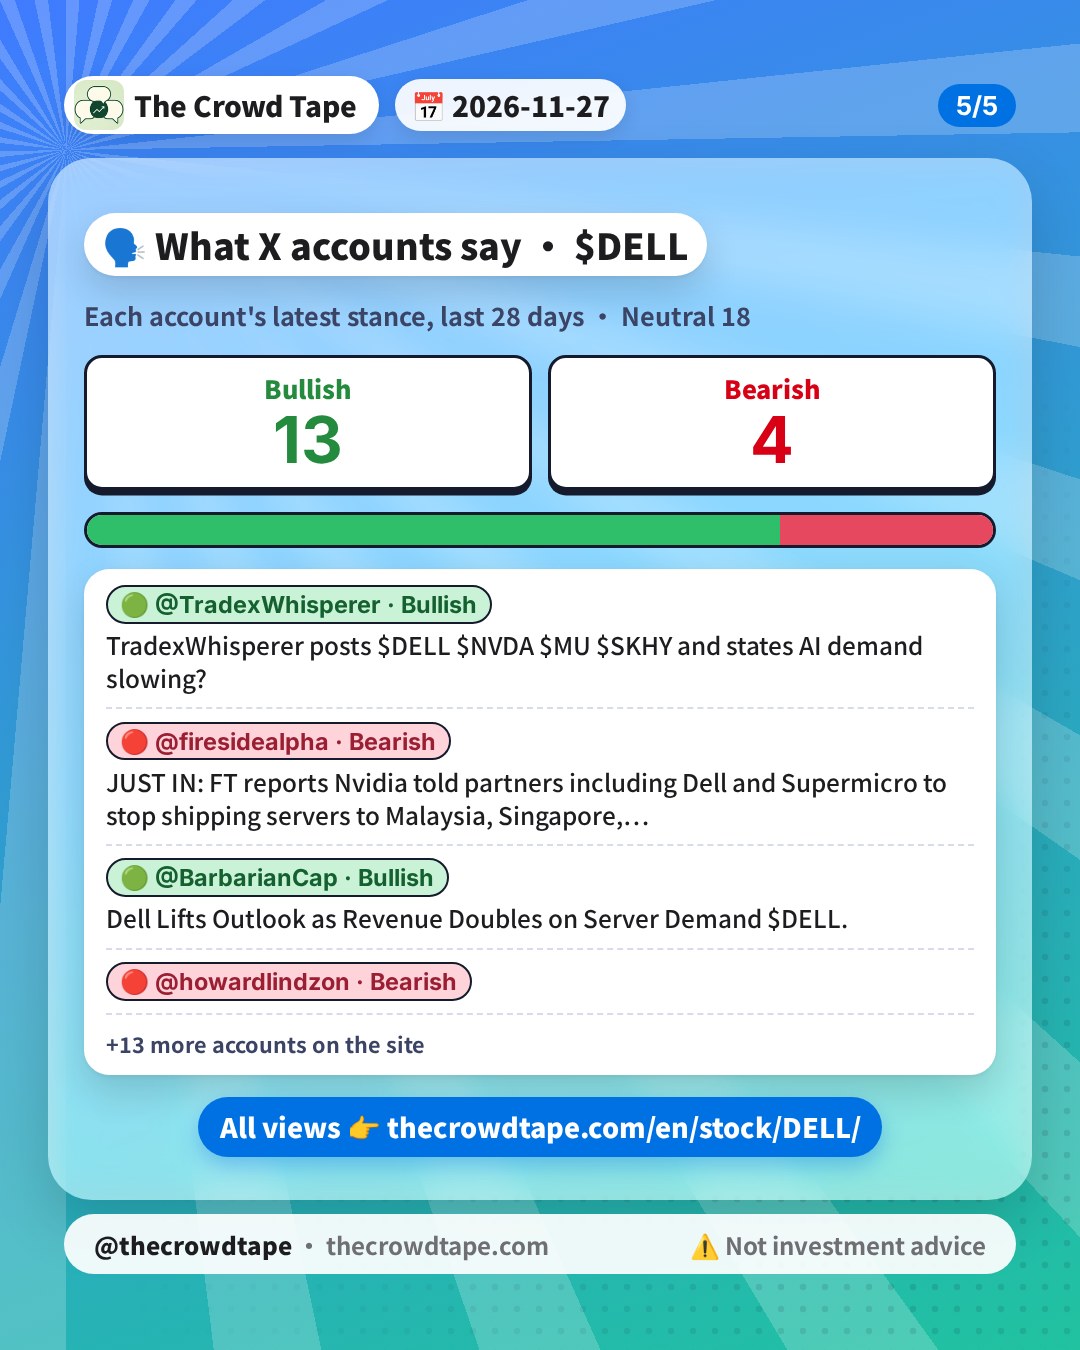 The Crowd Tape
July
2026-11-27
5/5
What X accounts say • $DELL
Each account's latest stance, last 28 days • Neutral 18
Bullish
13
Bearish
4
@TradexWhisperer · Bullish
TradexWhisperer posts $DELL $NVDA $MU $SKHY and states AI demand
slowing?
@firesidealpha · Bearish
JUST IN: FT reports Nvidia told partners including Dell and Supermicro to
stop shipping servers to Malaysia, Singapore,…
@BarbarianCap · Bullish
Dell Lifts Outlook as Revenue Doubles on Server Demand $DELL.
@howardlindzon · Bearish
+13 more accounts on the site
All views 👉 thecrowdtape.com/en/stock/DELL/
@thecrowdtape • thecrowdtape.com
⚠️ Not investment advice